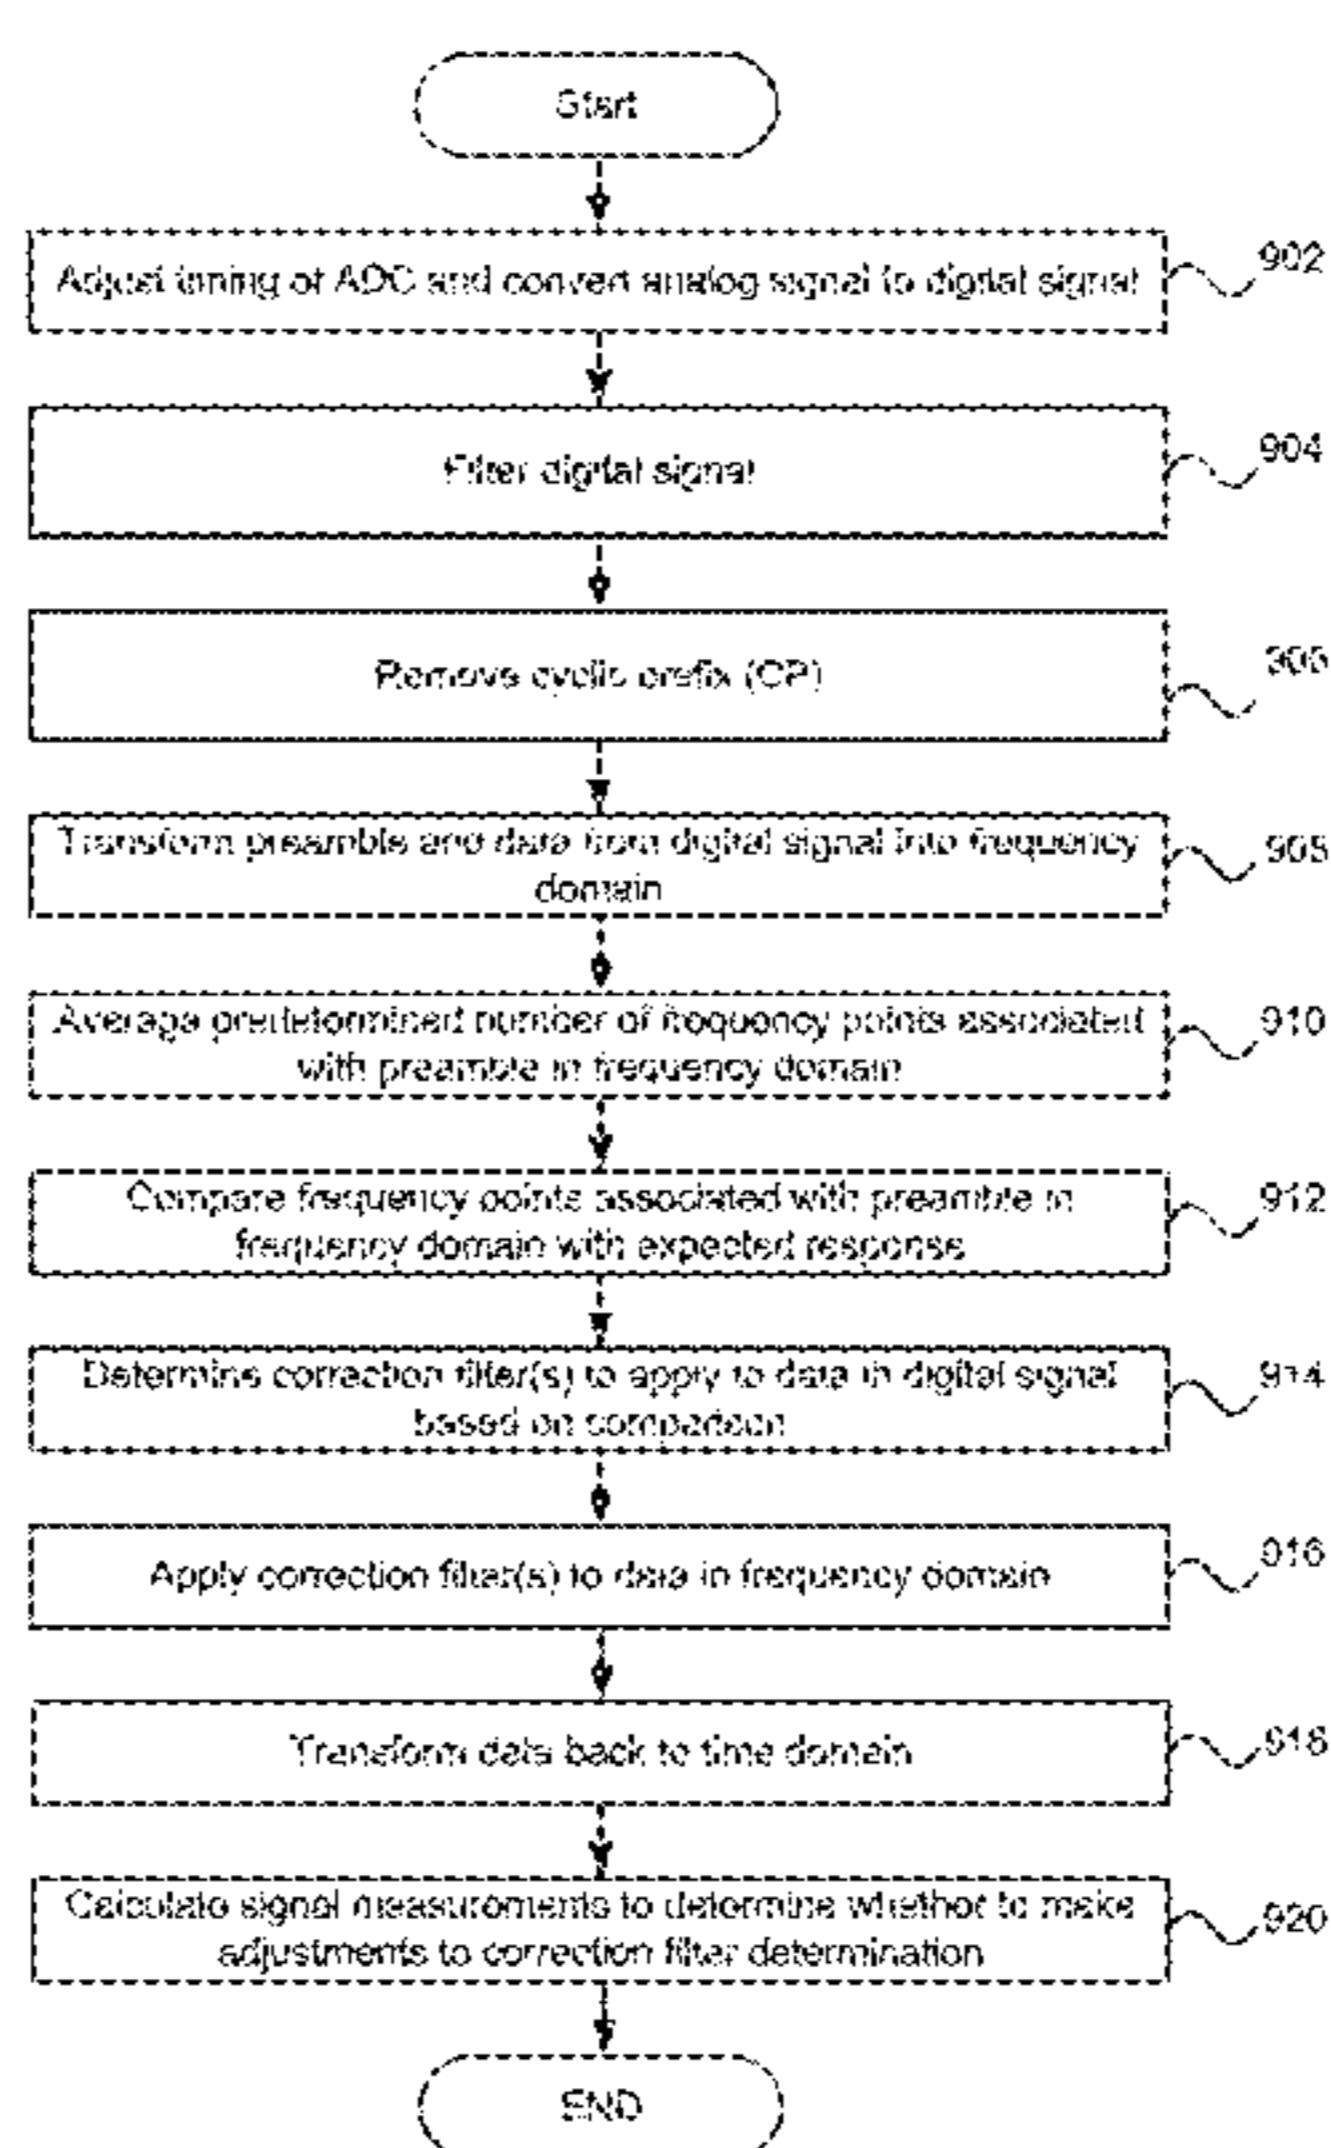 Start
Adjust timing of ADC and convert analog signal to digital signal
902
Filter digital signal
904
Remove cyclic prefix (CP)
906
Transform preamble and data from digital signal into frequency
domain
908
Average predetermined number of frequency points associated
with preamble in frequency domain
910
Compare frequency points associated with preamble in
frequency domain with expected response
912
Determine correction filter(s) to apply to data in digital signal
based on comparison
914
Apply correction filter(s) to data in frequency domain
916
Transform data back to time domain
918
Calculate signal measurements to determine whether to make
adjustments to correction filter determination
920
END